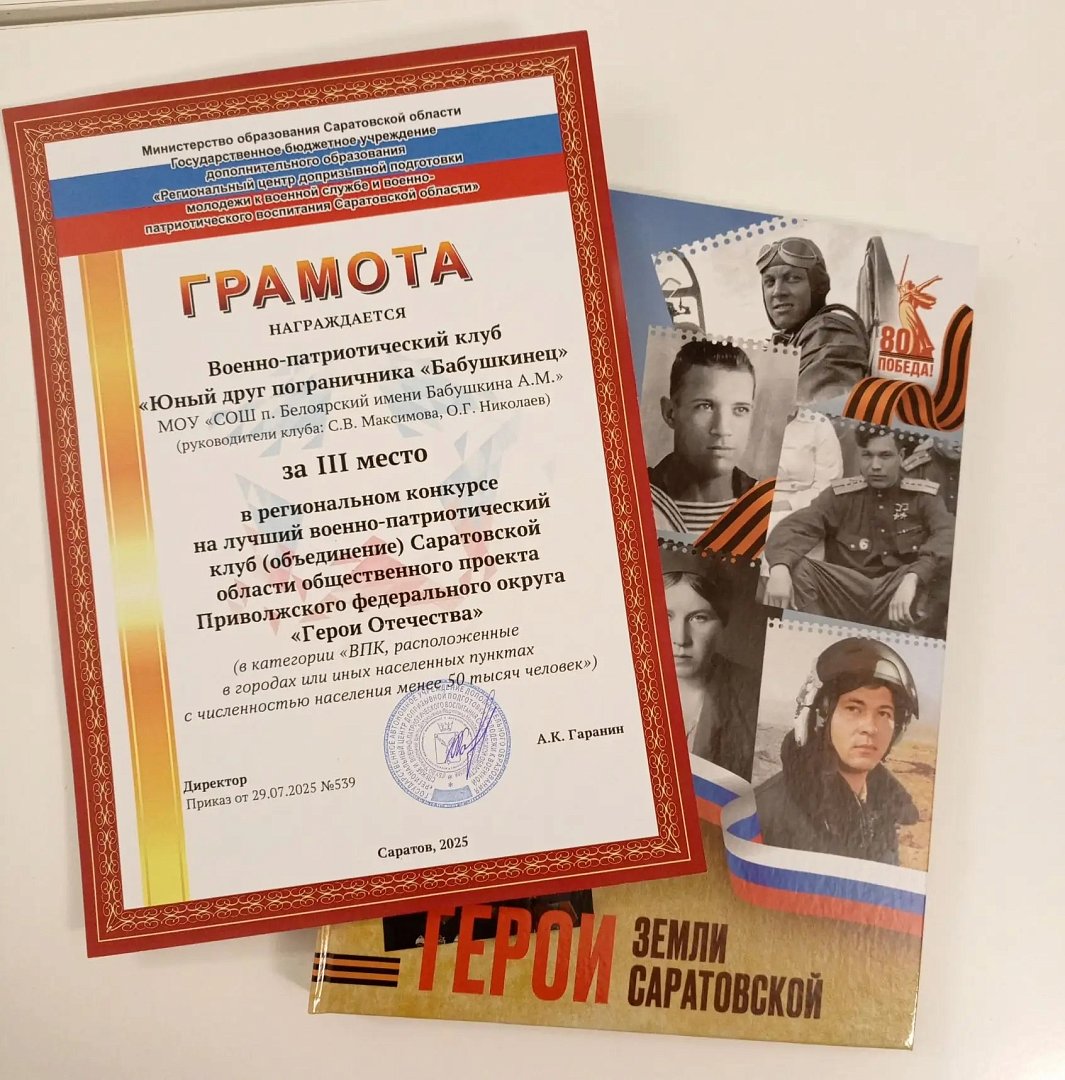 Министерство образования Саратовской области
Государственное бюджетное учреждение
дополнительного образования
«Региональный центр допризывной подготовки
молодежи к военной службе и военно-
патриотического воспитания Саратовской области»
ГРАМОТА
НАГРАЖДАЕТСЯ
Военно-патриотический клуб
«Юный друг пограничника «Бабушкинец»
МОУ «СОШ п. Белоярский имени Бабушкина А.М.»
(руководители клуба: С.В. Максимова, О.Г. Николаев)
за III место
в региональном конкурсе
на лучший военно-патриотический
клуб (объединение) Саратовской
области общественного проекта
Приволжского федерального округа
«Герои Отечества»
(в категории «ВПК, расположенные
в городах или иных населенных пунктах
с численностью населения менее 50 тысяч человек»)
Директор
А.К. Гаранин
Приказ от 29.07.2025 №539
Саратов, 2025
80
ПОБЕДА!
6
ГЕРОИ
ЗЕМЛИ
САРАТОВСКОЙ